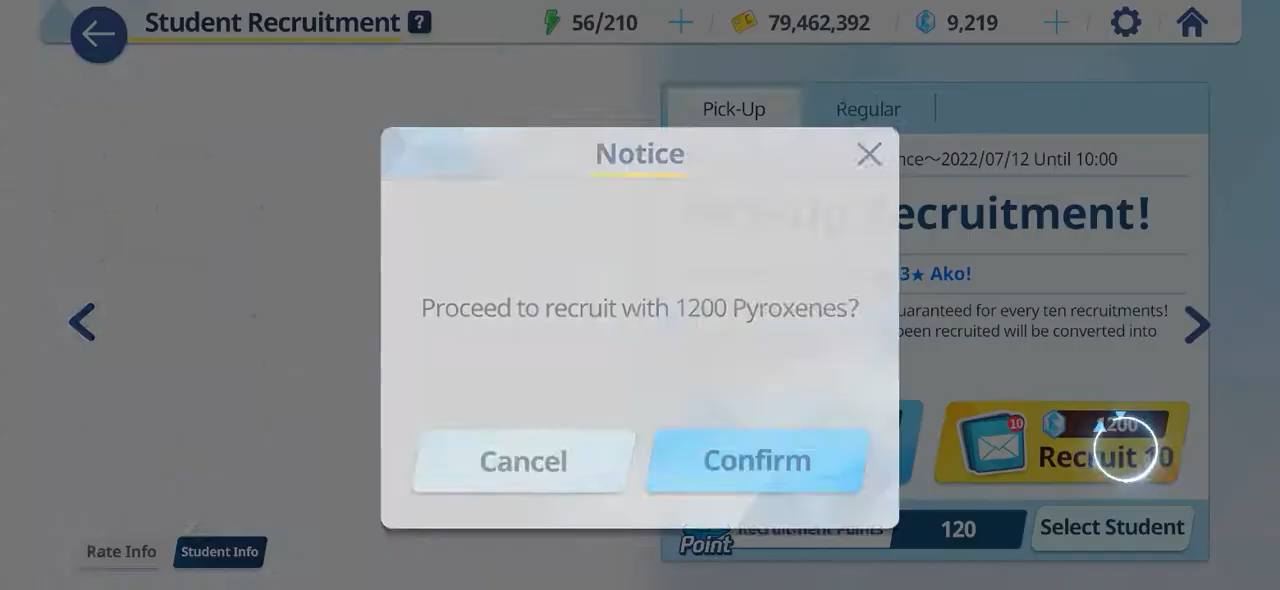 Student Recruitment ?
56/210
79,462,392
9,219
Pick-Up
Regular
nce～2022/07/12 Until 10:00
ecruitment!
3★ Ako!
uaranteed for every ten recruitments!
been recruited will be converted into
Notice
Proceed to recruit with 1200 Pyroxenes?
Cancel
Confirm
10
1200
Recruit 10
Rate Info
Student Info
Point
Recruitment Points
120
Select Student